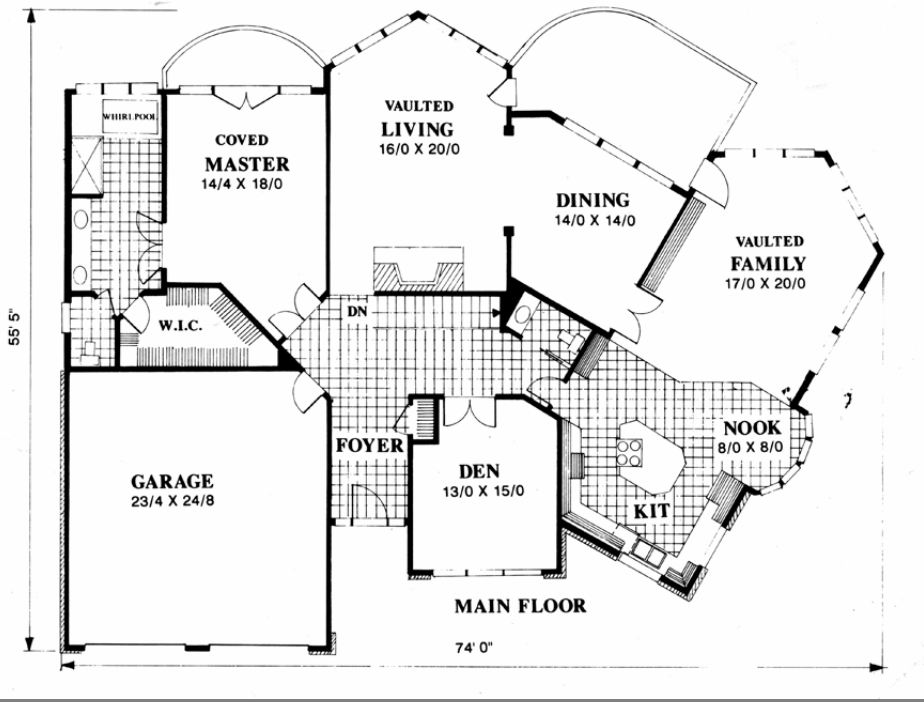 WHIRLPOOL
COVED
MASTER
14/4 X 18/0
VAULTED
LIVING
16/0 X 20/0
DINING
14/0 X 14/0
VAULTED
FAMILY
17/0 X 20/0
W.I.C.
DN
55' 5"
FOYER
NOOK
8/0 X 8/0
GARAGE
23/4 X 24/8
DEN
13/0 X 15/0
KIT
MAIN FLOOR
74' 0"